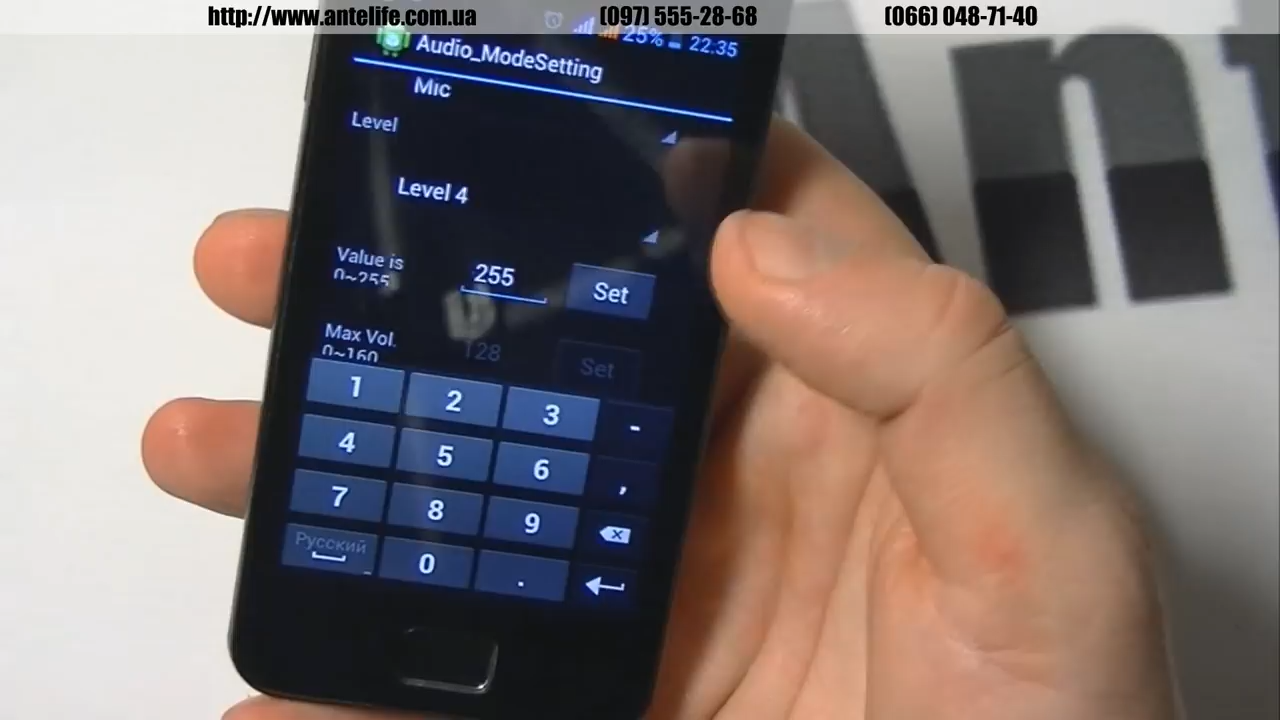 http://www.antelife.com.ua (097) 555-28-68 (066) 048-71-40
25% 22:35
Audio_ModeSetting
Mic
Level
Level 4
Value is
0~255
255
Set
Max Vol.
0~160
128
Set
1 2 3 -
4 5 6 ,
7 8 9
Русский
0 .
Ant